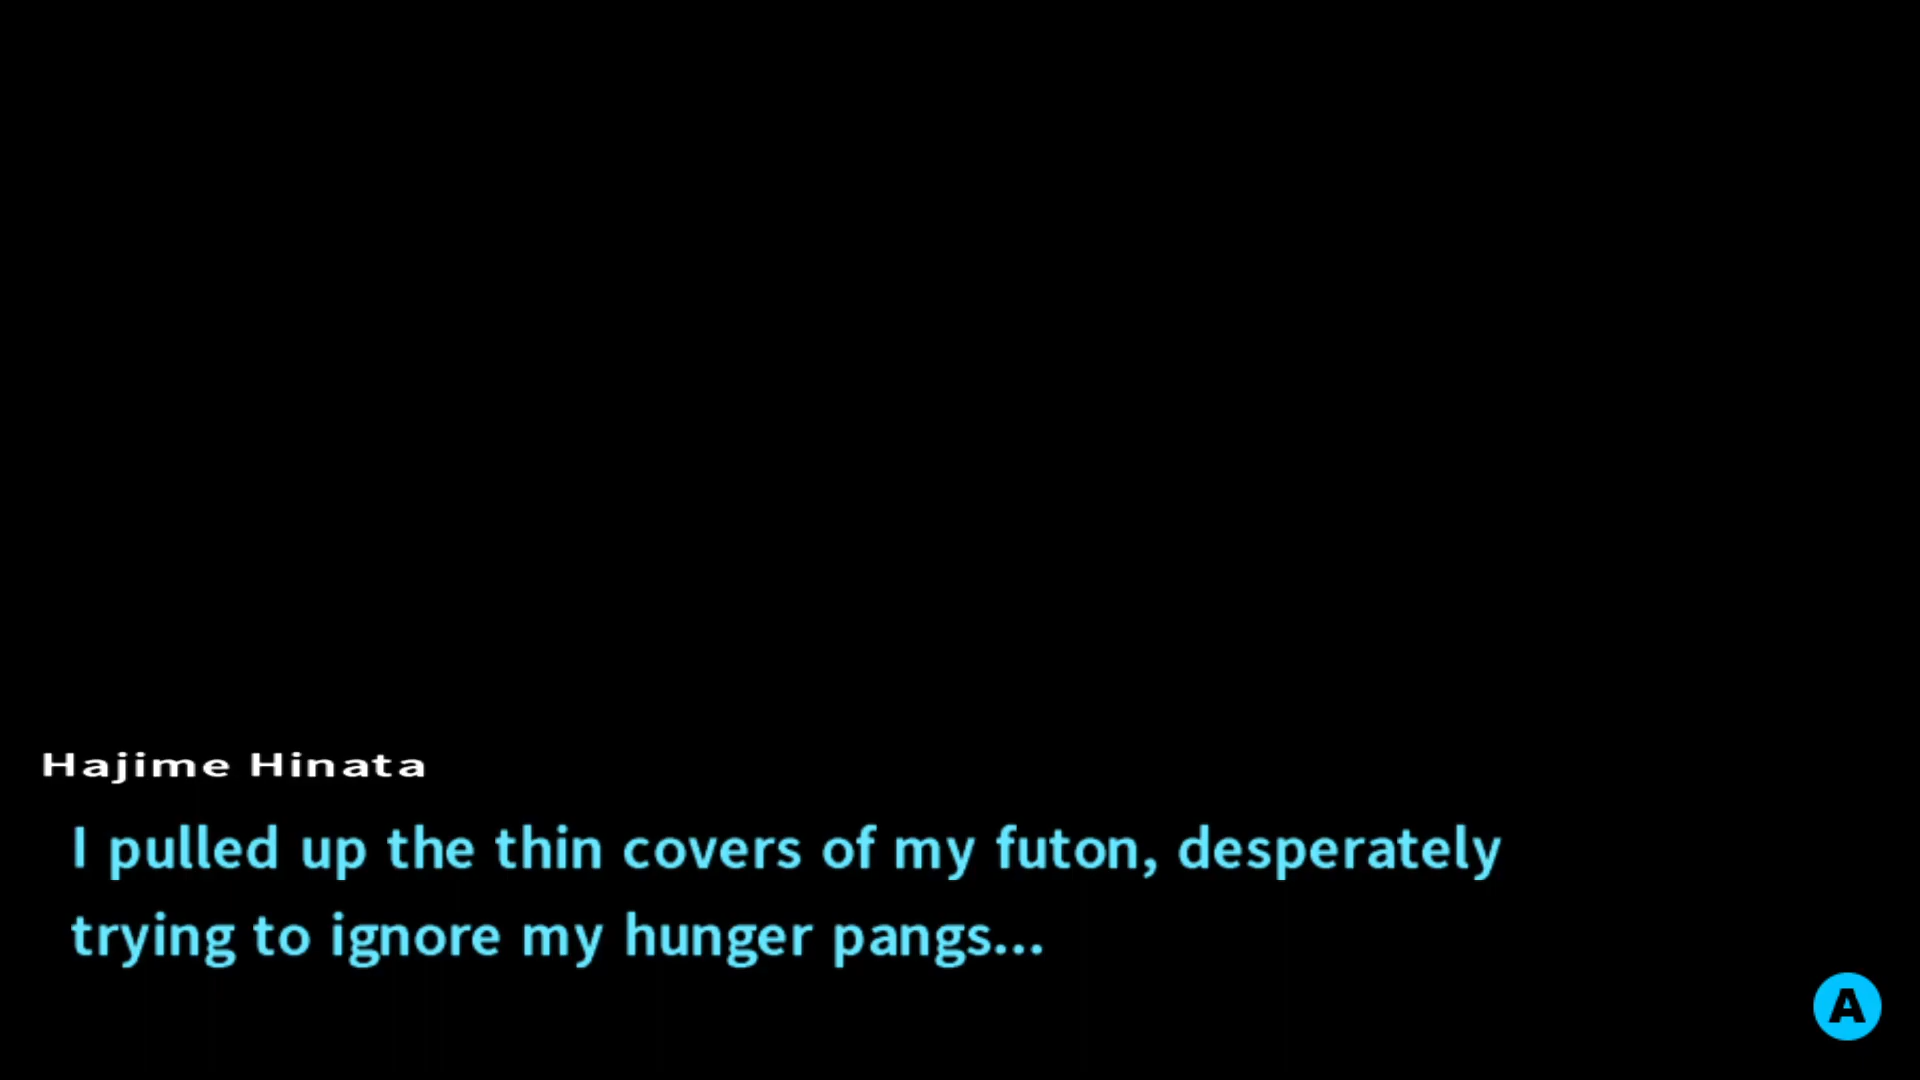 Hajime Hinata
I pulled up the thin covers of my futon, desperately
trying to ignore my hunger pangs...
A